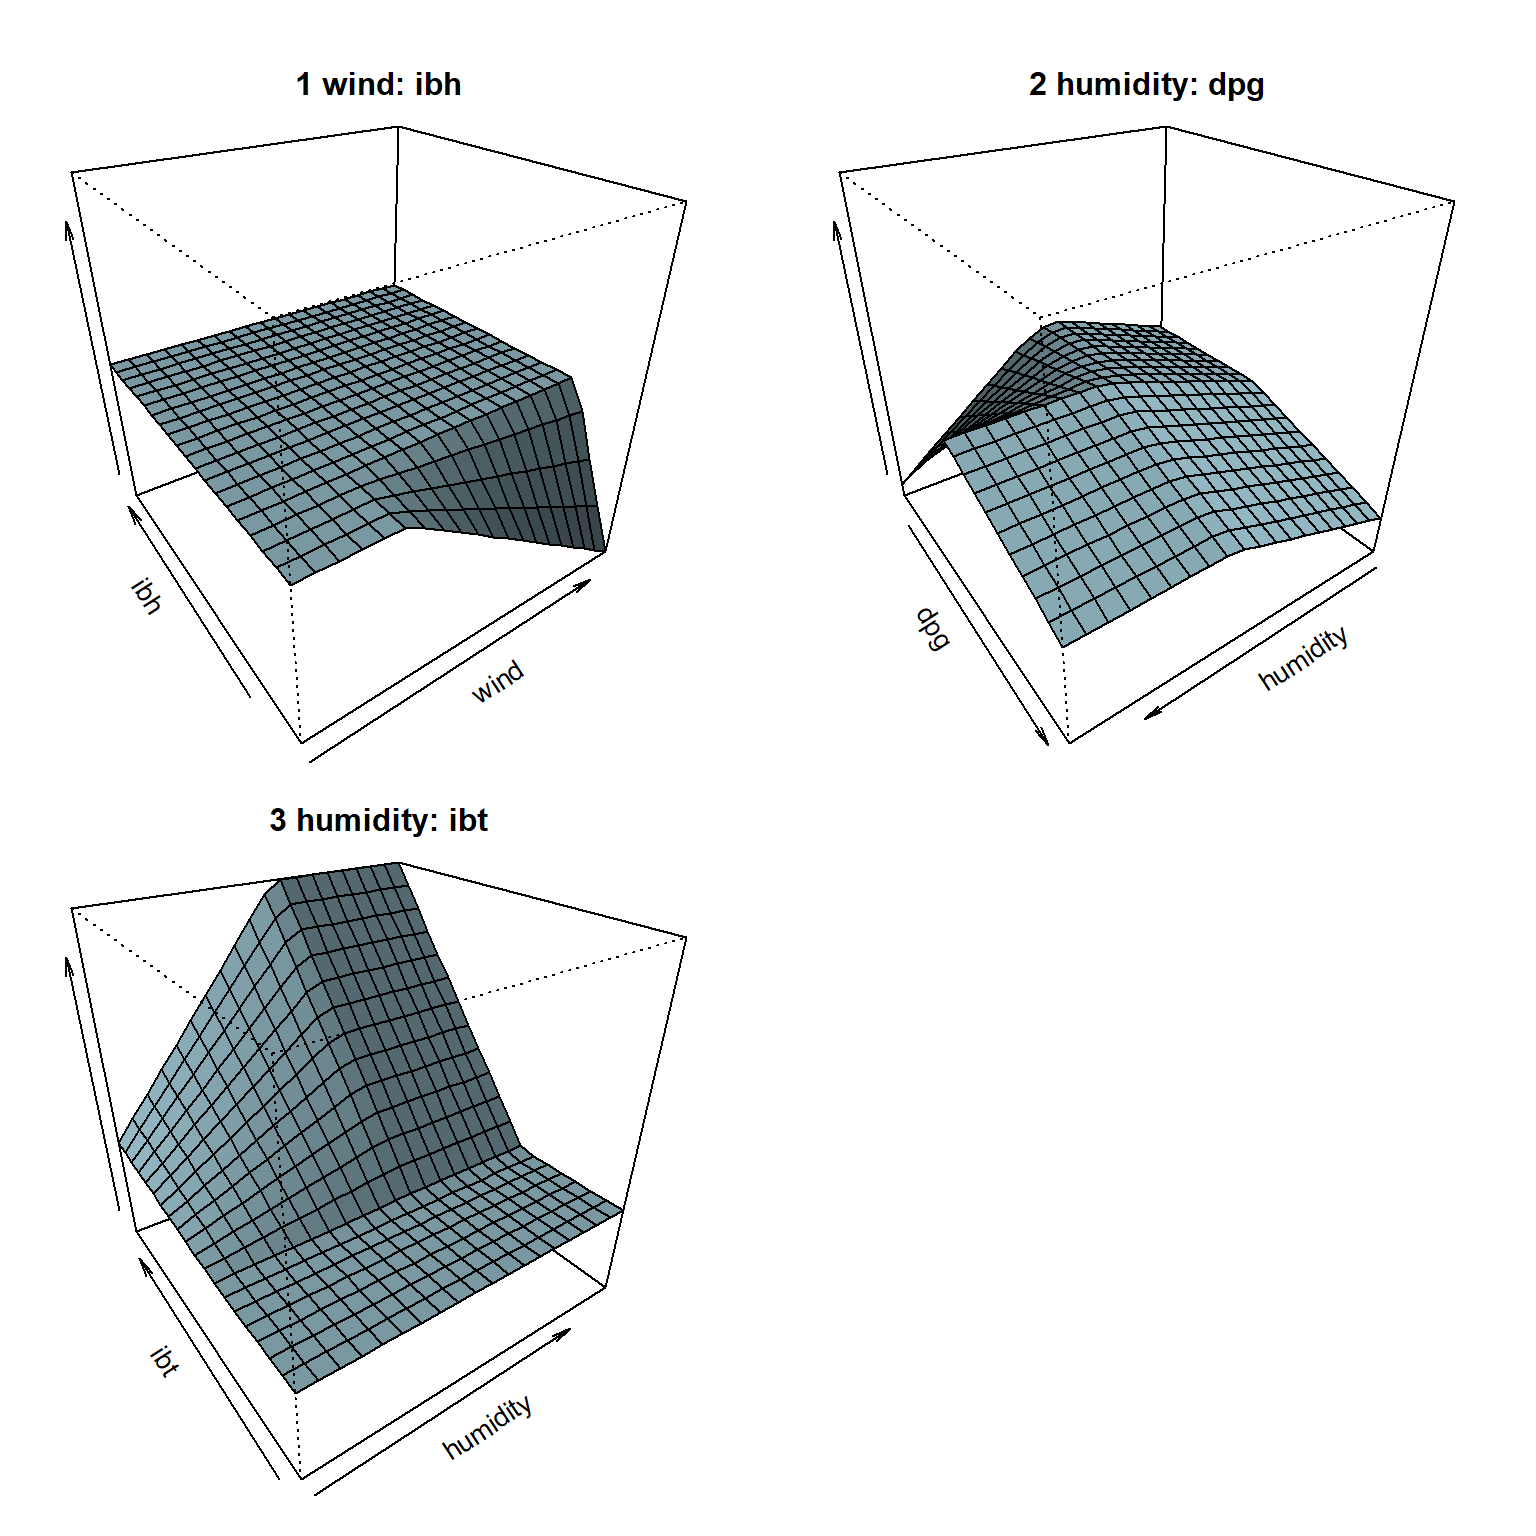 1 wind: ibh
2 humidity: dpg
ibh
wind
dpg
humidity
3 humidity: ibt
ibt
humidity